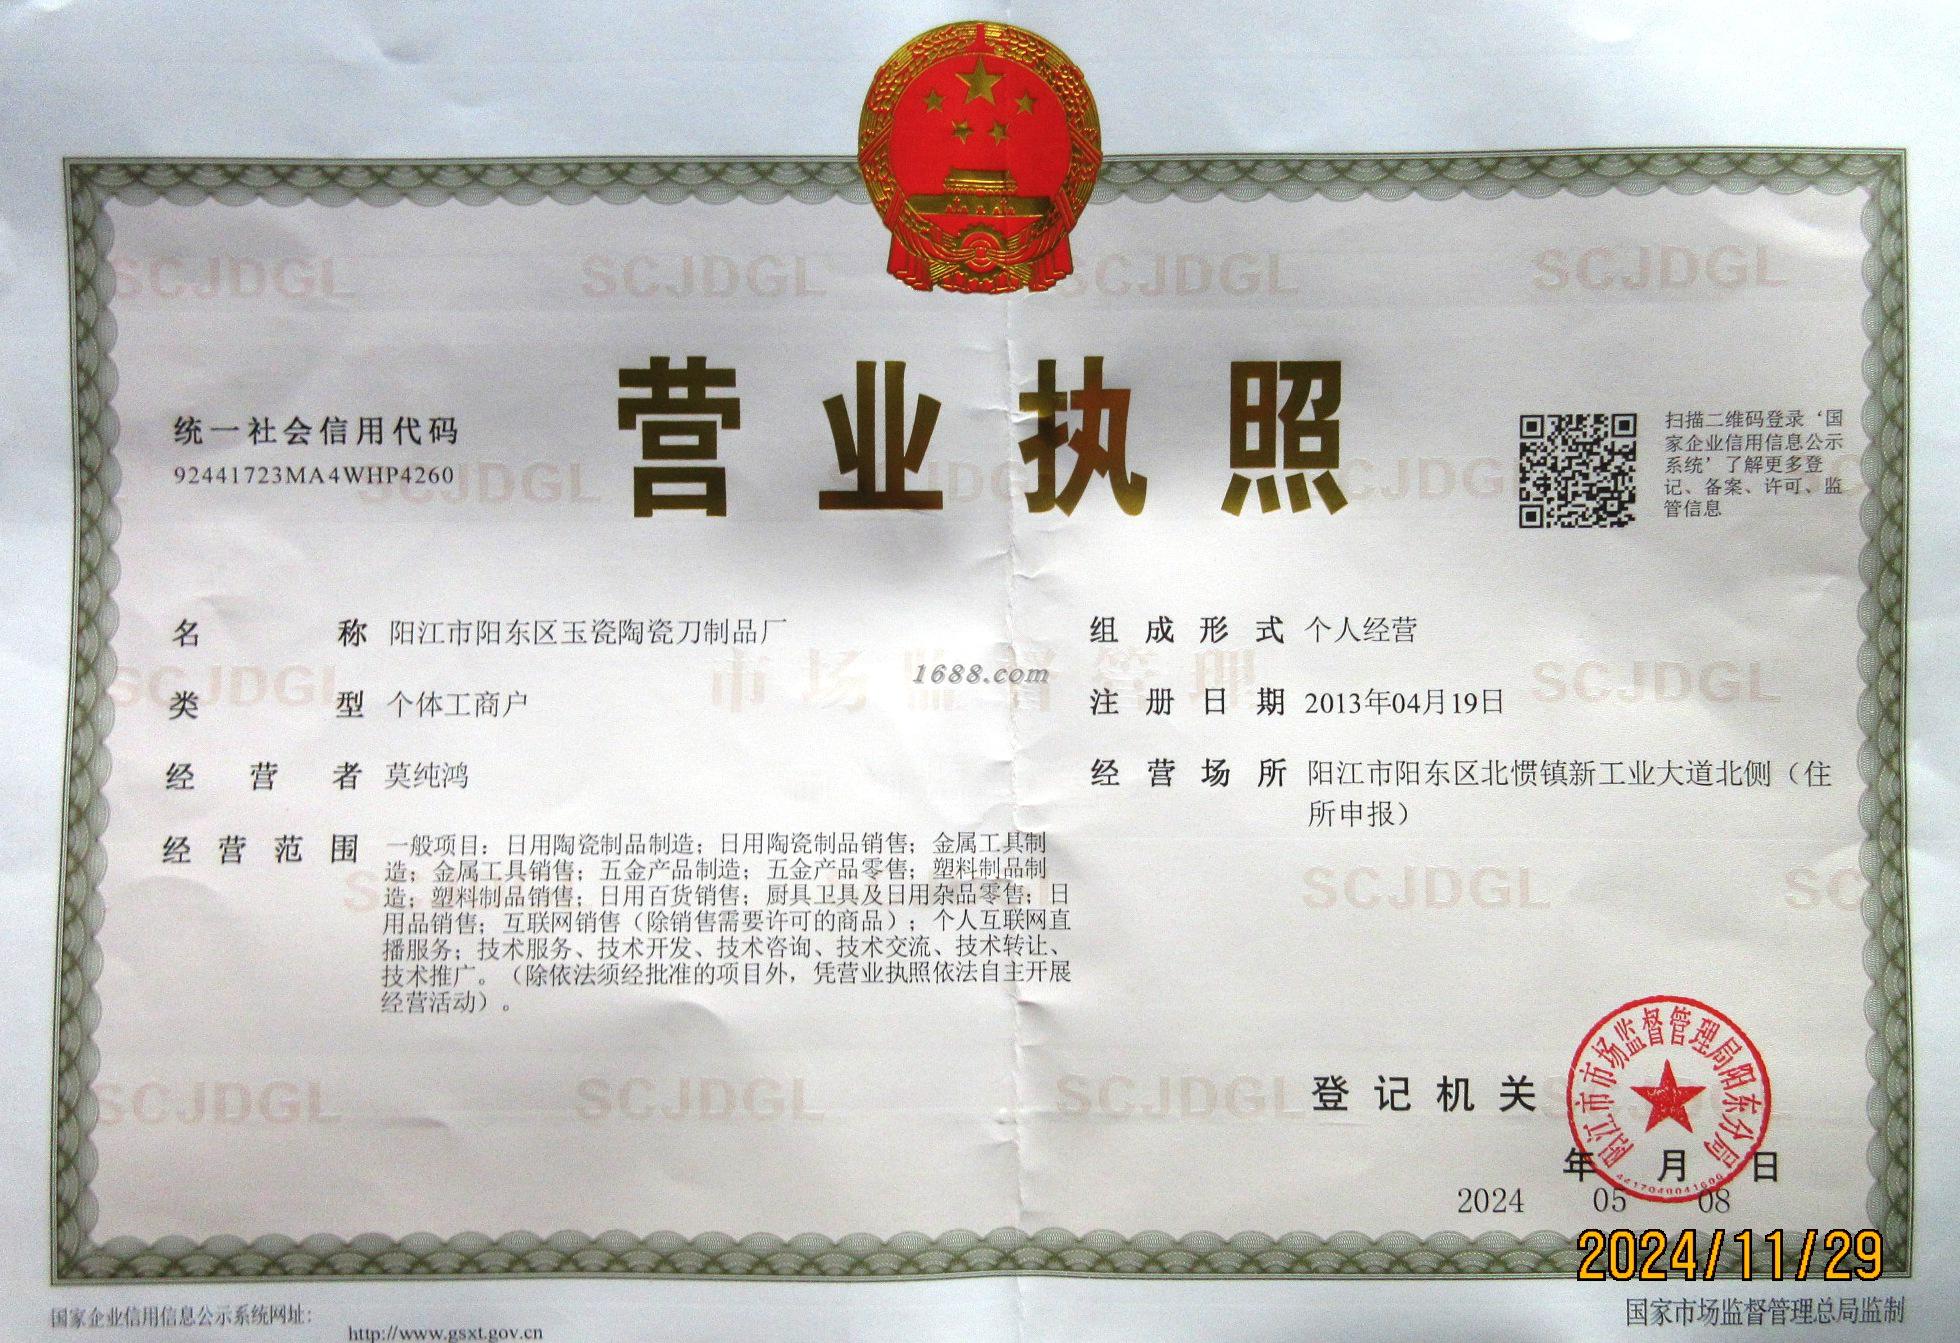 营业执照
统一社会信用代码
92441723MA4WHP4260
扫描二维码登录‘国
家企业信用信息公示
系统’了解更多登
记、备案、许可、监
管信息
名称 阳江市阳东区玉瓷陶瓷刀制品厂
类型 个体工商户
经营者 莫纯鸿
经营范围 一般项目：日用陶瓷制品制造；日用陶瓷制品销售；金属工具制
造；金属工具销售；五金产品制造；五金产品零售；塑料制品制
造；塑料制品销售；日用百货销售；厨具卫具及日用杂品零售；日
用品销售；互联网销售（除销售需要许可的商品）；个人互联网直
播服务；技术服务、技术开发、技术咨询、技术交流、技术转让、
技术推广。（除依法须经批准的项目外，凭营业执照依法自主开展
经营活动）。
组成形式 个人经营
注册日期 2013年04月19日
经营场所 阳江市阳东区北惯镇新工业大道北侧（住
所申报）
1688.com
市场监督管理
SCJDGL SCJDGL SCJDGL SCJDGL
登记机关
阳江市市场监督管理局阳东分局
年 月 日
2024 05 08
2024/11/29
国家企业信用信息公示系统网址：
http://www.gsxt.gov.cn
国家市场监督管理总局监制